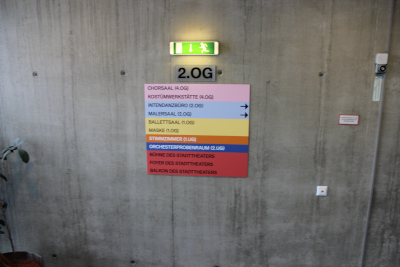 2.OG
CHORSAAL (4.OG)
KOSTÜMWERKSTÄTTE (4.OG)
INTENDANZBÜRO (2.OG)
MALERSAAL (2.OG)
BALLETTSAAL (1.OG)
MASKE (1.OG)
STIMMZIMMER (1.UG)
ORCHESTERPROBENRAUM (2.UG)
BÜHNE DES STADTTHEATERS
FOYER DES STADTTHEATERS
BALKON DES STADTTHEATERS